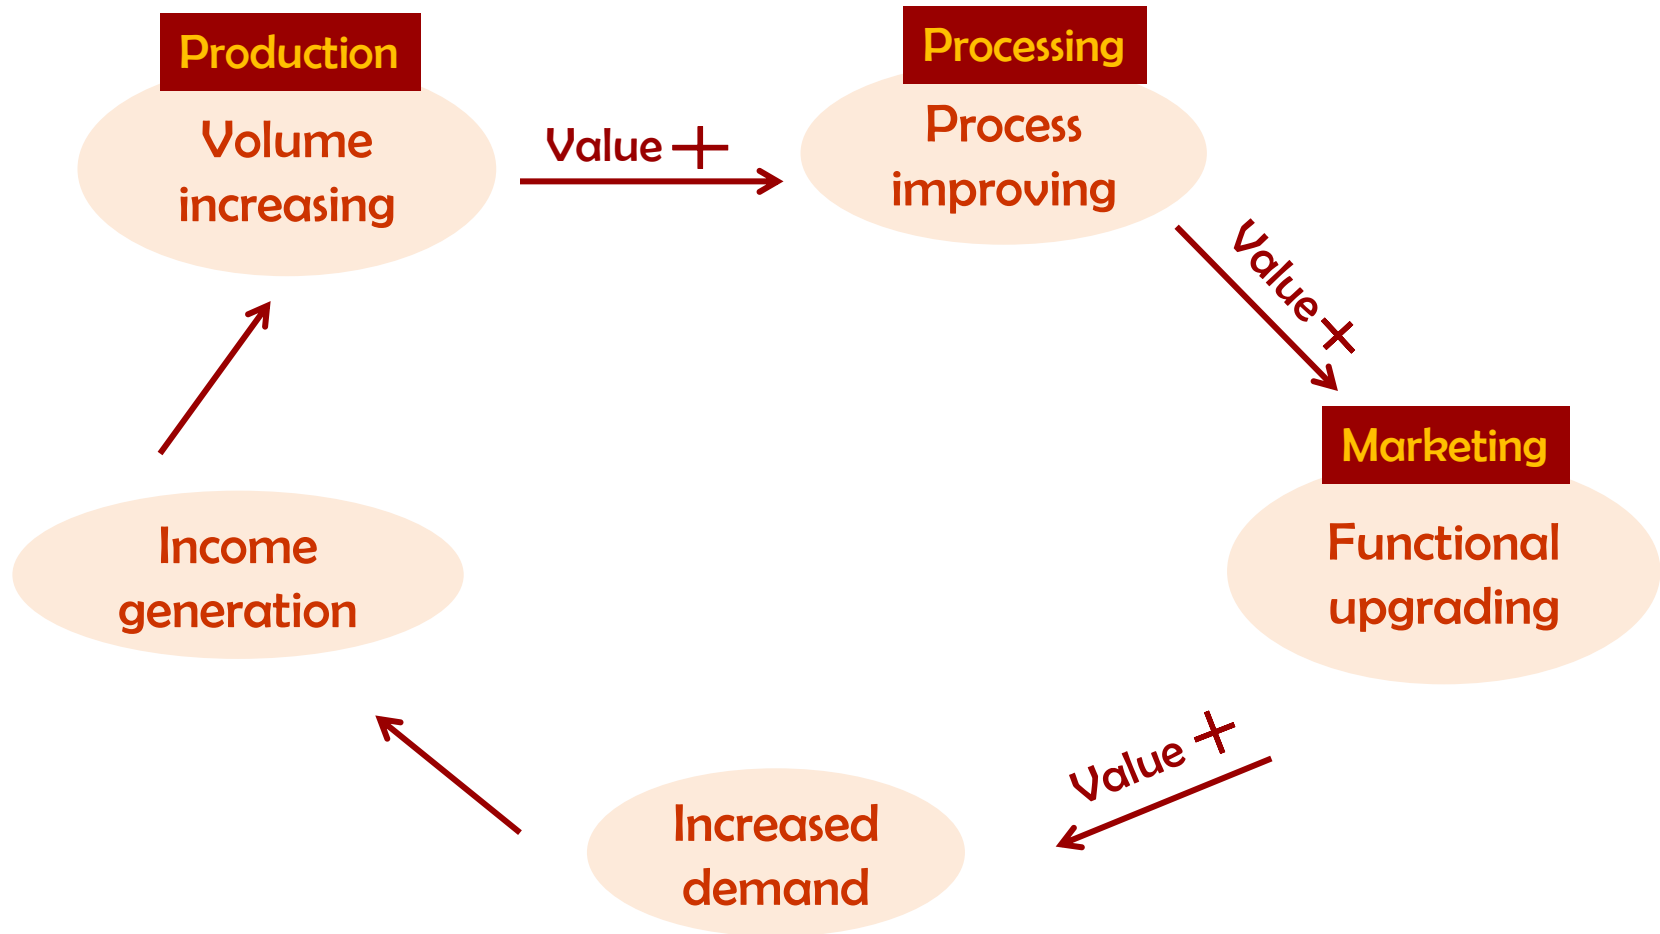 Production
Volume
increasing
Value +
Processing
Process
improving
Value +
Marketing
Functional
upgrading
Value +
Increased
demand
Income
generation